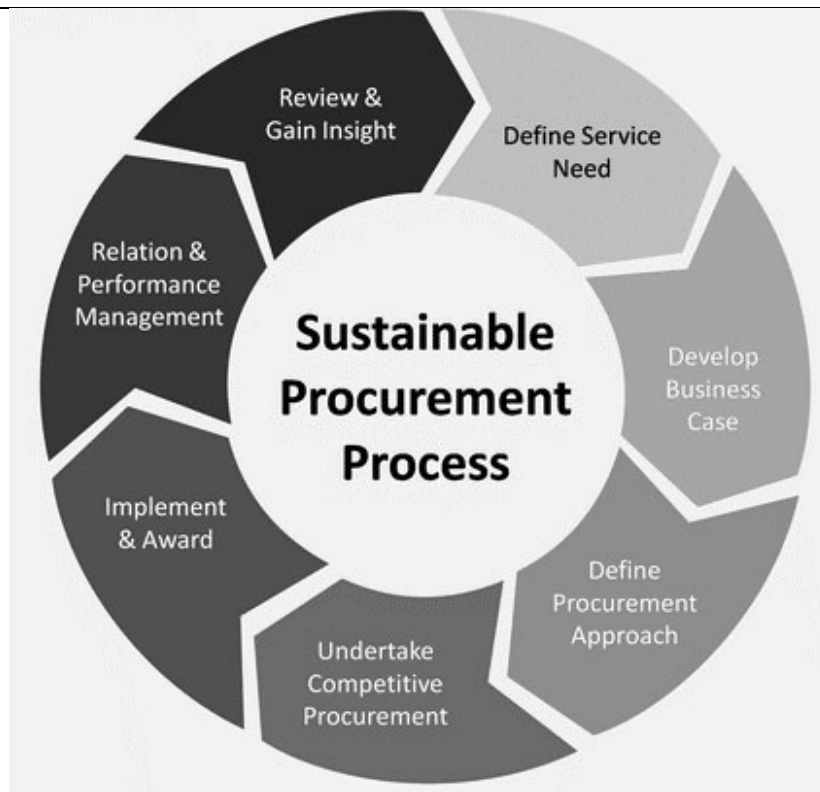 Sustainable
Procurement
Process
Define Service
Need
Develop
Business
Case
Define
Procurement
Approach
Undertake
Competitive
Procurement
Implement
& Award
Relation &
Performance
Management
Review &
Gain Insight